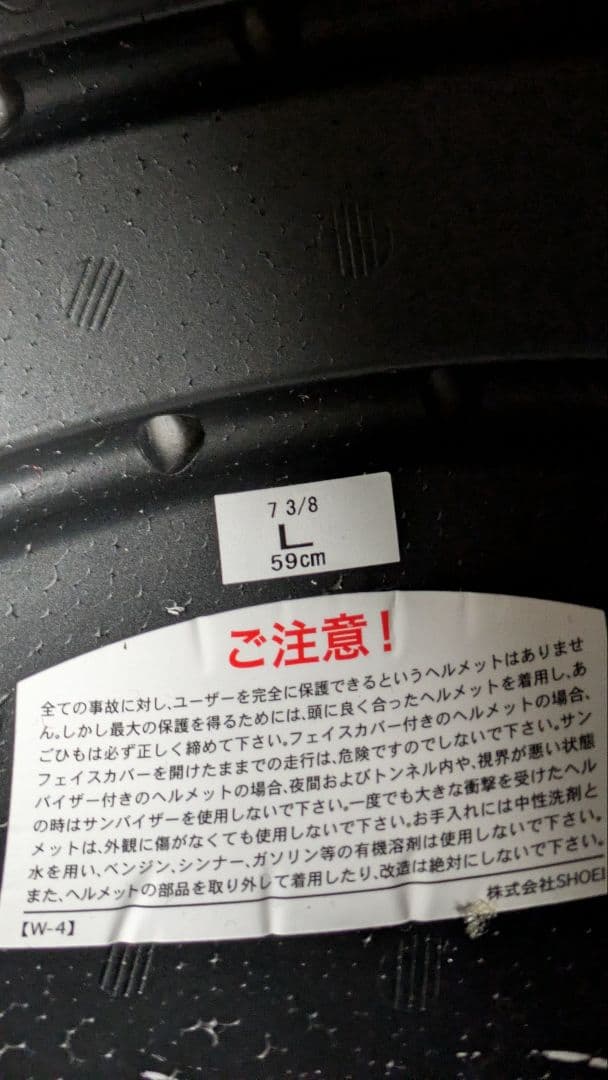 7 3/8
L
59cm
ご注意！
全ての事故に対し、ユーザーを完全に保護できるというヘルメットはありませ
ん。しかし最大の保護を得るためには、頭に良く合ったヘルメットを着用し、あ
ごひもは必ず正しく締めて下さい。フェイスカバー付きのヘルメットの場合、
フェイスカバーを開けたままでの走行は、危険ですのでしないで下さい。サン
バイザー付きのヘルメットの場合、夜間およびトンネル内や、視界が悪い状態
の時はサンバイザーを使用しないで下さい。一度でも大きな衝撃を受けたヘル
メットは、外観に傷がなくても使用しないで下さい。お手入れには中性洗剤と
水を用い、ベンジン、シンナー、ガソリン等の有機溶剤は使用しないで下さい。
また、ヘルメットの部品を取り外して着用したり、改造は絶対にしないで下さい。
株式会社SHOEI
【W-4】